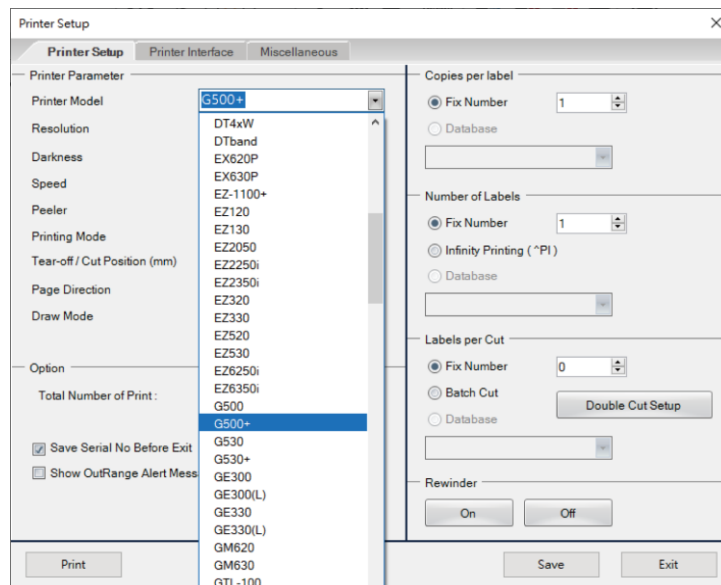 Printer Setup
Printer Setup
Printer Interface
Miscellaneous
Printer Parameter
Printer Model
G500+
Resolution
Darkness
Speed
Peeler
Printing Mode
Tear-off / Cut Position (mm)
Page Direction
Draw Mode
DT4xW
DTband
EX620P
EX630P
EZ-1100+
EZ120
EZ130
EZ2050
EZ2250i
EZ2350i
EZ320
EZ330
EZ520
EZ530
EZ6250i
EZ6350i
G500
G500+
G530
G530+
GE300
GE300(L)
GE330
GE330(L)
GM620
GM630
GTL-100
Option
Total Number of Print :
Save Serial No Before Exit
Show OutRange Alert Mess
Print
Copies per label
Fix Number
1
Database
Number of Labels
Fix Number
1
Infinity Printing ( ^PI )
Database
Labels per Cut
Fix Number
0
Batch Cut
Double Cut Setup
Database
Rewinder
On
Off
Save
Exit